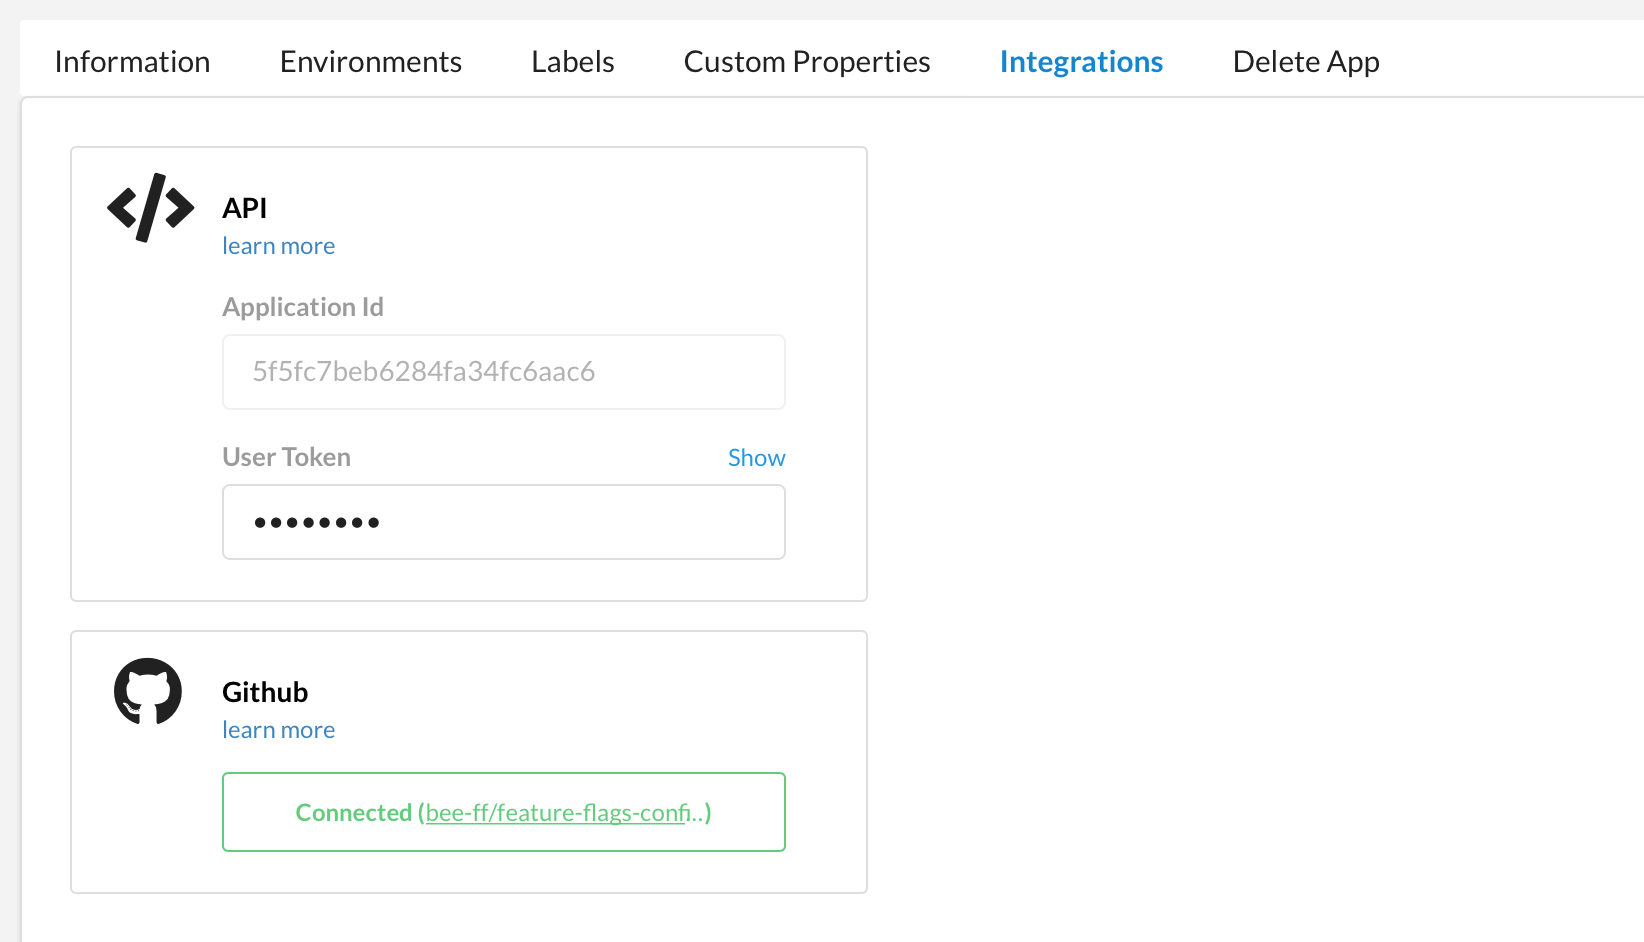 Information Environments Labels Custom Properties Integrations Delete App
API
learn more
Application Id
5f5fc7beb6284fa34fc6aac6
User Token Show
••••••••
Github
learn more
Connected (bee-ff/feature-flags-confi..)